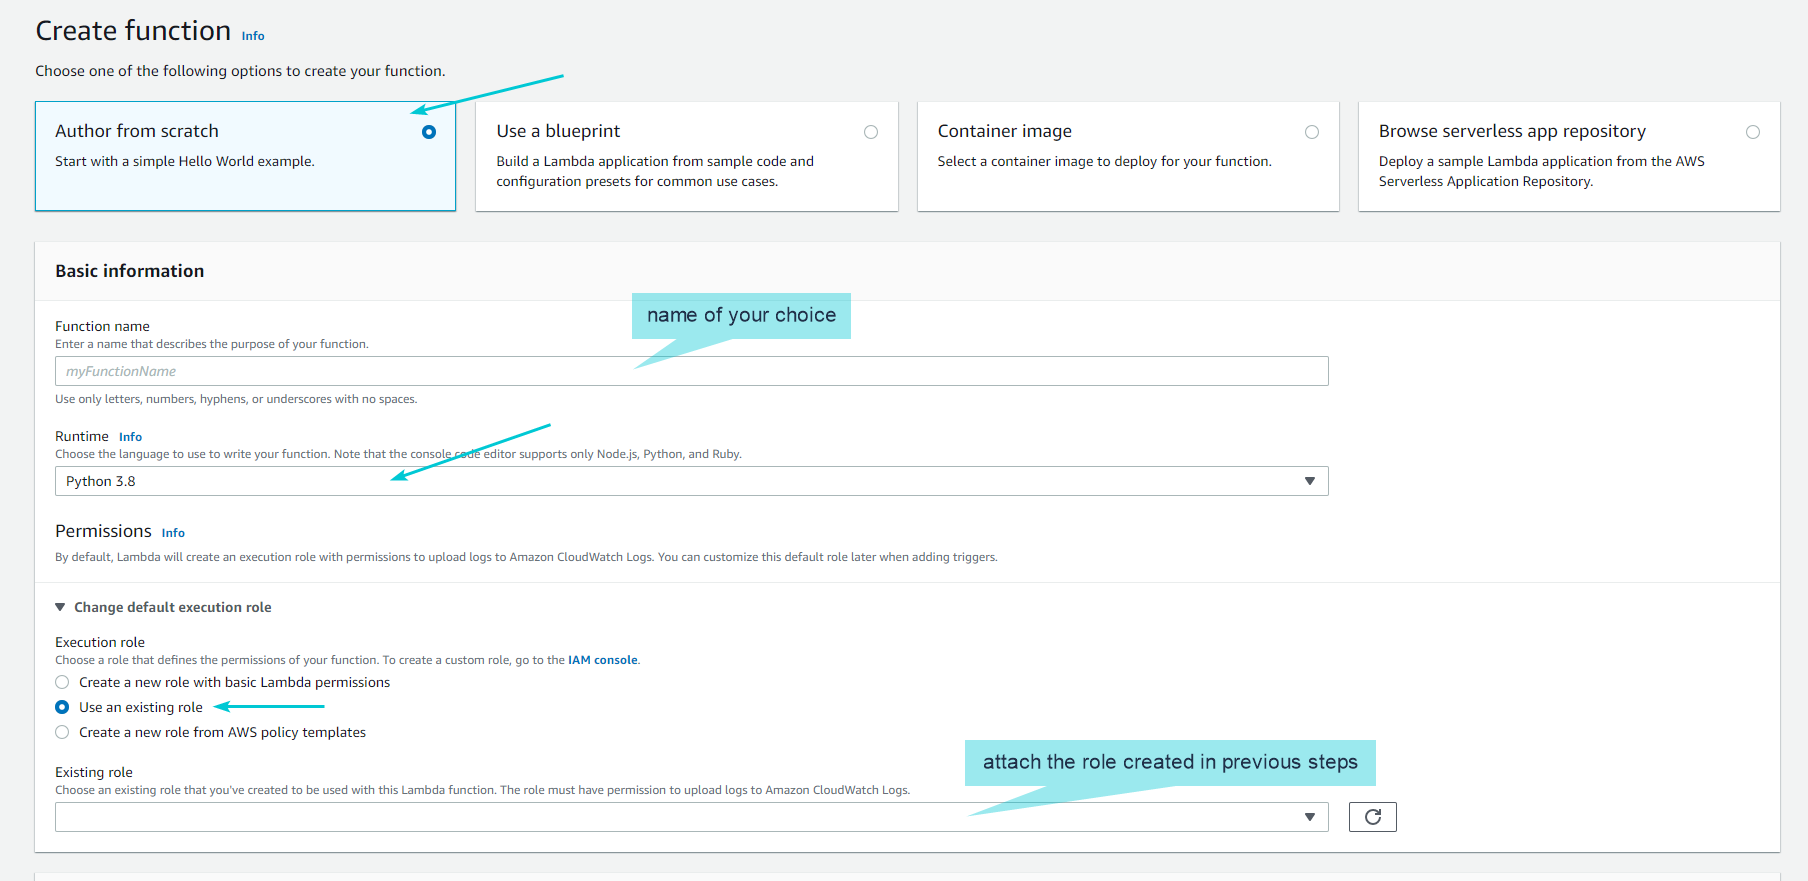 Create function Info
Choose one of the following options to create your function.
Author from scratch
Start with a simple Hello World example.
Use a blueprint
Build a Lambda application from sample code and
configuration presets for common use cases.
Container image
Select a container image to deploy for your function.
Browse serverless app repository
Deploy a sample Lambda application from the AWS
Serverless Application Repository.
Basic information
name of your choice
Function name
Enter a name that describes the purpose of your function.
myFunctionName
Use only letters, numbers, hyphens, or underscores with no spaces.
Runtime Info
Choose the language to use to write your function. Note that the console code editor supports only Node.js, Python, and Ruby.
Python 3.8
Permissions Info
By default, Lambda will create an execution role with permissions to upload logs to Amazon CloudWatch Logs. You can customize this default role later when adding triggers.
Change default execution role
Execution role
Choose a role that defines the permissions of your function. To create a custom role, go to the IAM console.
Create a new role with basic Lambda permissions
Use an existing role
Create a new role from AWS policy templates
attach the role created in previous steps
Existing role
Choose an existing role that you've created to be used with this Lambda function. The role must have permission to upload logs to Amazon CloudWatch Logs.